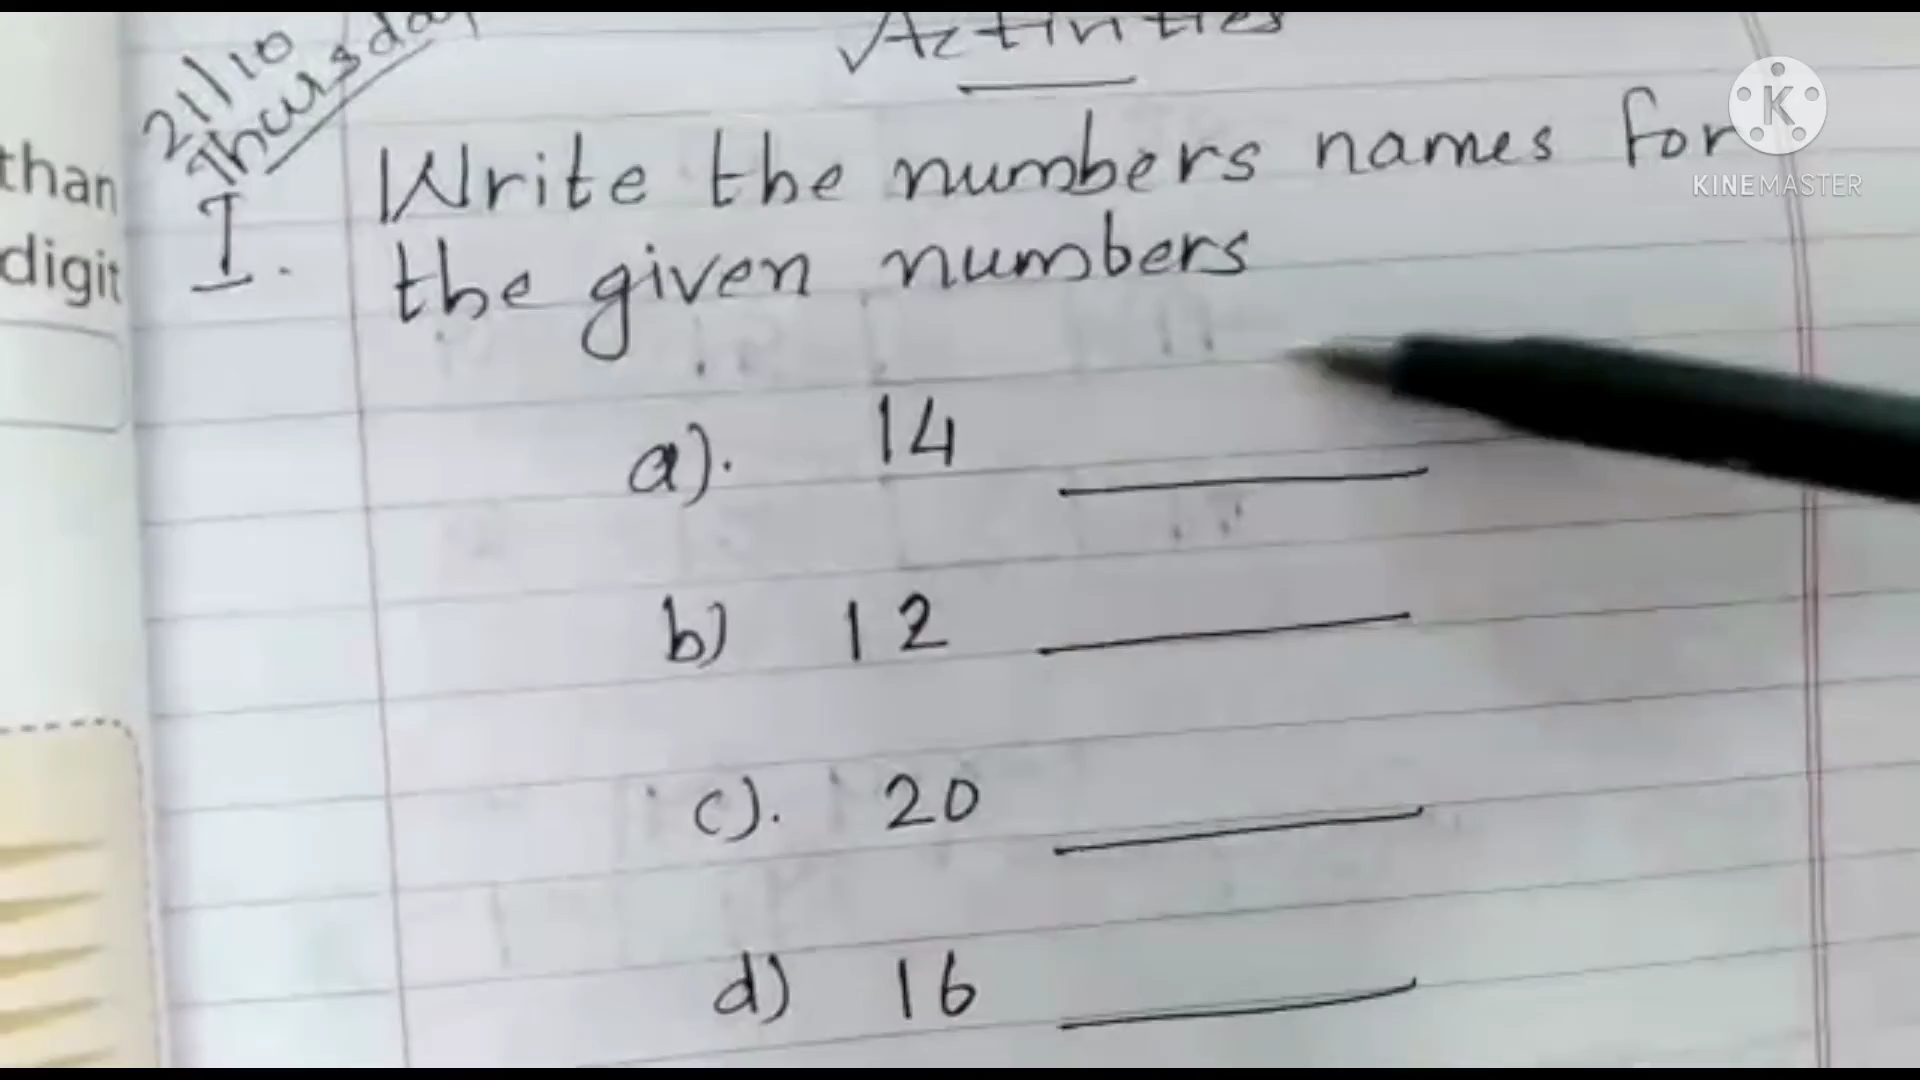 21/10
Thursday
Activities
than
digit
I.
Write the numbers names for
the given numbers
a). 14
b) 12
c). 20
d) 16
KINEMASTER